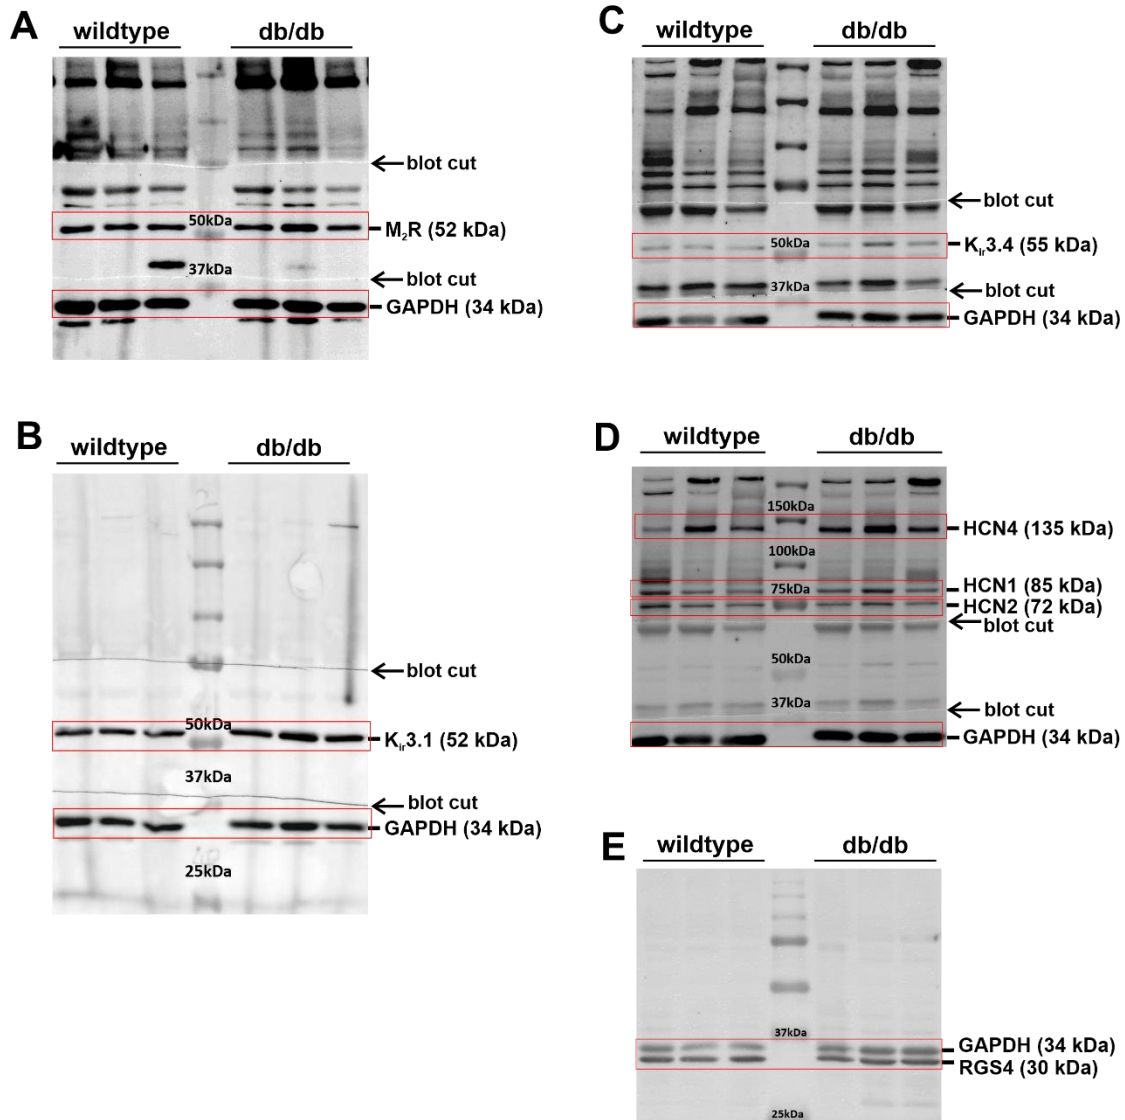 A
wildtype
db/db
blot cut
50kDa
M2R (52 kDa)
37kDa
blot cut
GAPDH (34 kDa)
B
wildtype
db/db
blot cut
50kDa
Kir3.1 (52 kDa)
37kDa
blot cut
GAPDH (34 kDa)
25kDa
C
wildtype
db/db
blot cut
50kDa
Kir3.4 (55 kDa)
37kDa
blot cut
GAPDH (34 kDa)
D
wildtype
db/db
150kDa
HCN4 (135 kDa)
100kDa
75kDa
HCN1 (85 kDa)
HCN2 (72 kDa)
blot cut
50kDa
37kDa
blot cut
GAPDH (34 kDa)
E
wildtype
db/db
37kDa
GAPDH (34 kDa)
RGS4 (30 kDa)
25kDa